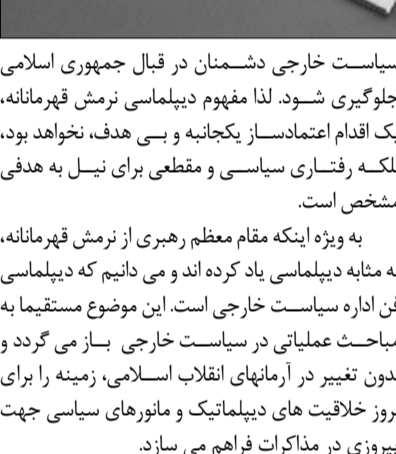 سیاست خارجی دشمنان در قبال جمهوری اسلامی
جلوگیری شود. لذا مفهوم دیپلماسی نرمش قهرمانانه،
یک اقدام اعتمادساز یکجانبه و بی هدف، نخواهد بود،
بلکه رفتاری سیاسی و مقطعی برای نیل به هدفی
مشخص است.
به ویژه اینکه مقام معظم رهبری از نرمش قهرمانانه،
به مثابه دیپلماسی یاد کرده اند و می دانیم که دیپلماسی
فن اداره سیاست خارجی است. این موضوع مستقیما به
مباحث عملیاتی در سیاست خارجی باز می گردد و
بدون تغییر در آرمانهای انقلاب اسلامی، زمینه را برای
بروز خلاقیت های دیپلماتیک و مانورهای سیاسی جهت
پیروزی در مذاکرات فراهم می سازد.